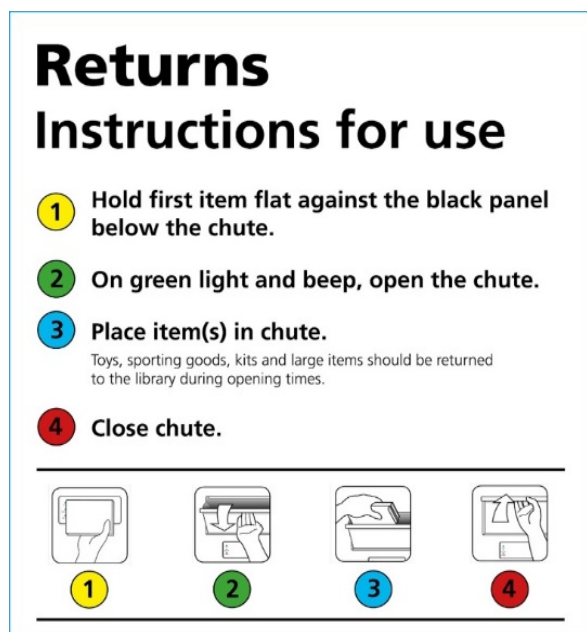 Returns
Instructions for use
1 Hold first item flat against the black panel
below the chute.
2 On green light and beep, open the chute.
3 Place item(s) in chute.
Toys, sporting goods, kits and large items should be returned
to the library during opening times.
4 Close chute.
1 2 3 4